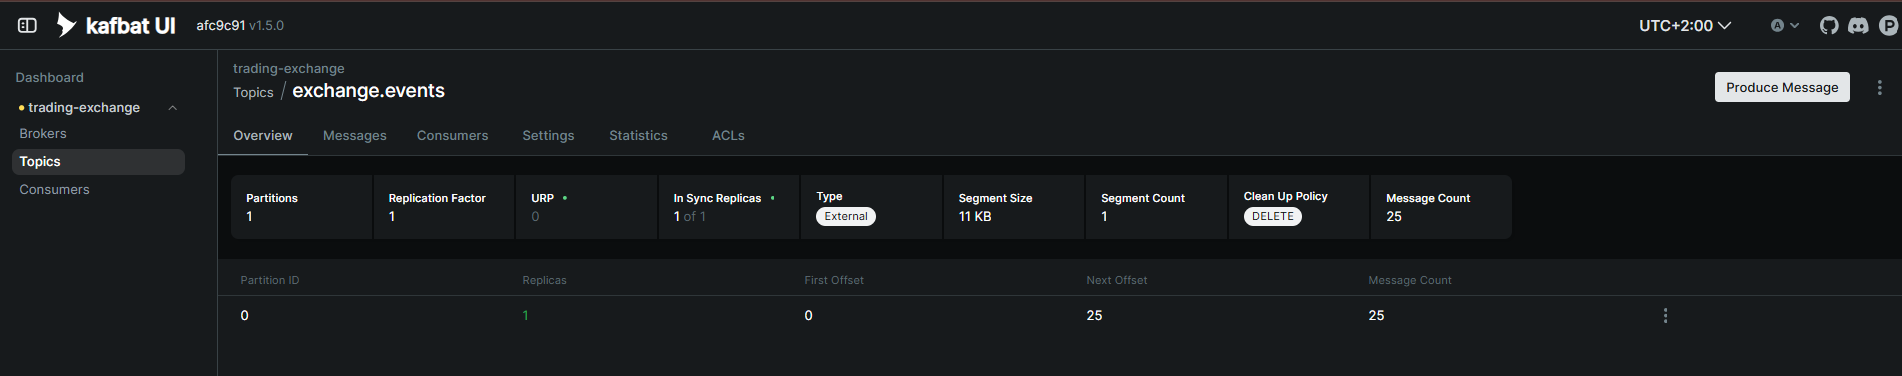 kafbat UI afc9c91 v1.5.0 UTC+2:00 A P
Dashboard
trading-exchange
Brokers
Topics
Consumers
trading-exchange
Topics / exchange.events
Produce Message
Overview Messages Consumers Settings Statistics ACLs
Partitions
1
Replication Factor
1
URP
0
In Sync Replicas
1 of 1
Type
External
Segment Size
11 KB
Segment Count
1
Clean Up Policy
DELETE
Message Count
25
Partition ID Replicas First Offset Next Offset Message Count
0 1 0 25 25